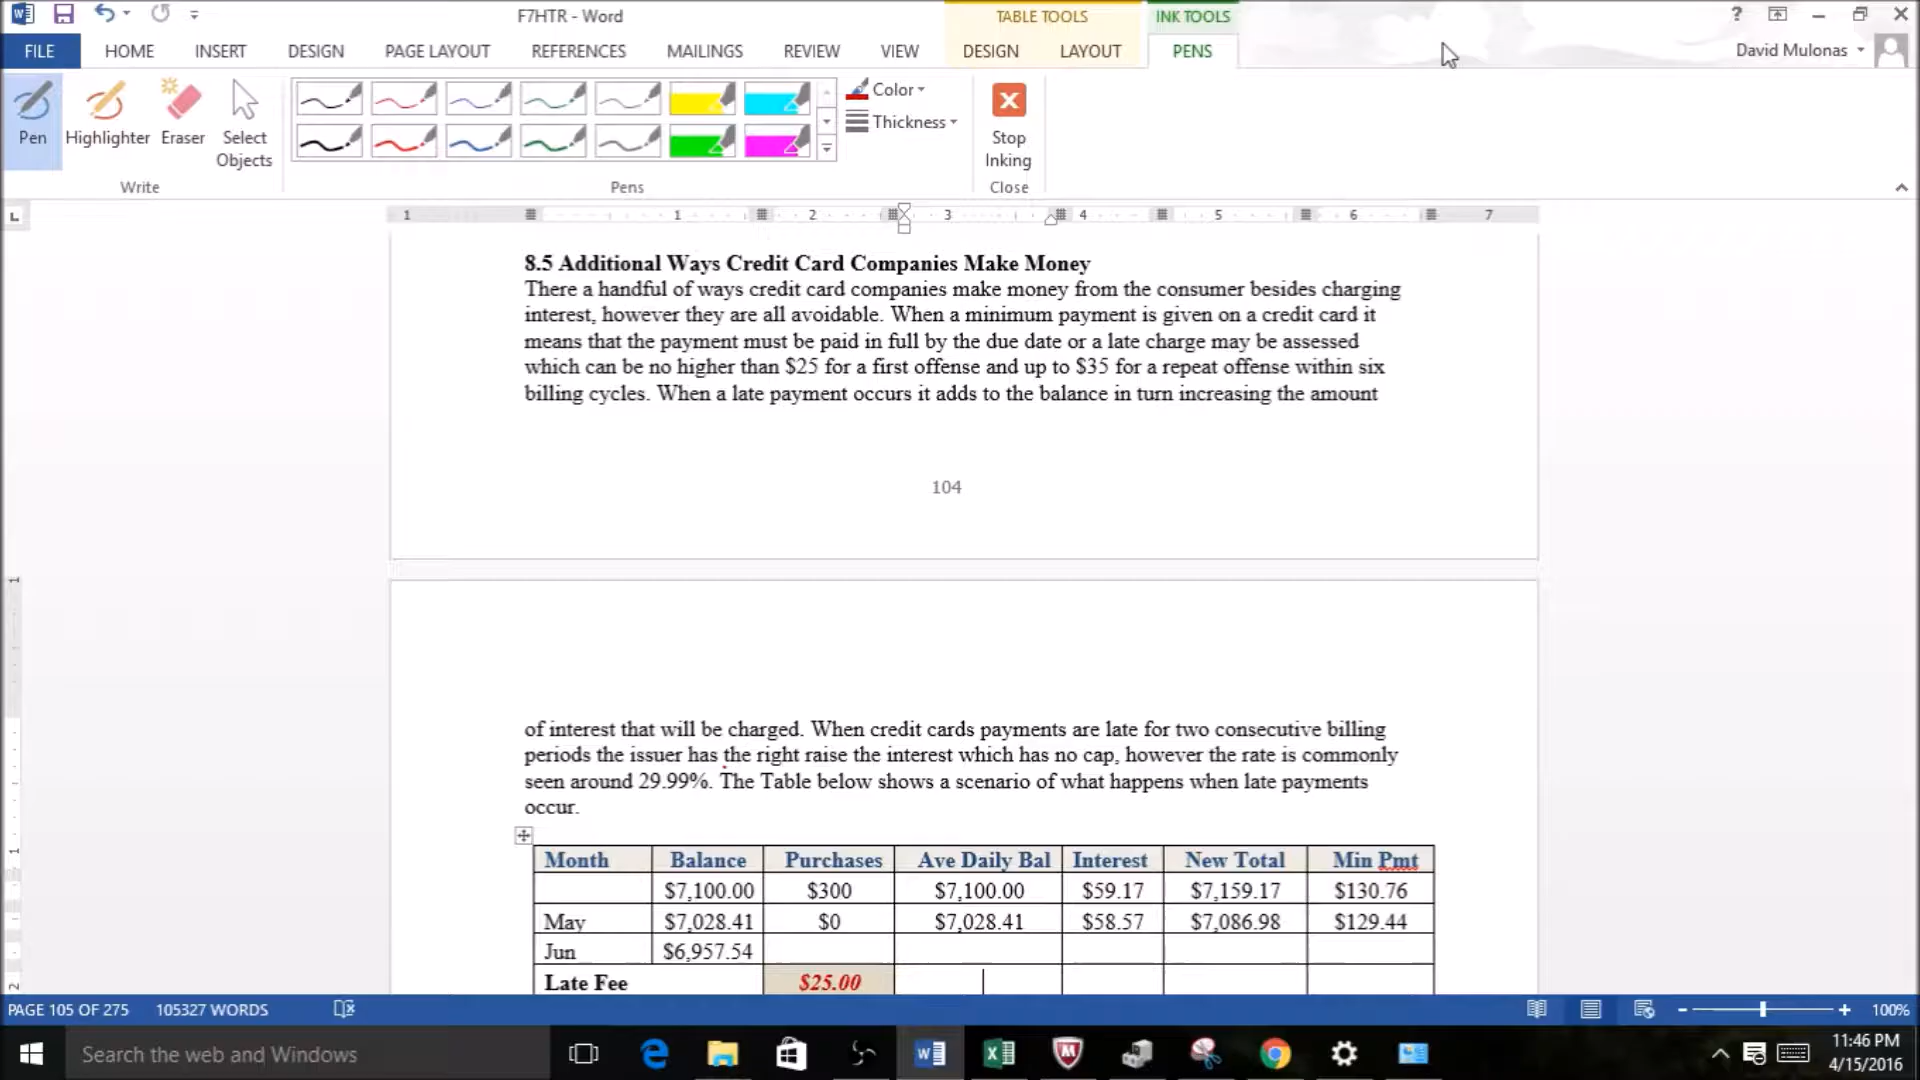 F7HTR - Word
TABLE TOOLS
INK TOOLS
?
FILE HOME INSERT DESIGN PAGE LAYOUT REFERENCES MAILINGS REVIEW VIEW DESIGN LAYOUT PENS David Mulonas
Pen Highlighter Eraser Select Objects
Color
Thickness
Stop Inking
Write Pens Close
L 1 1 2 3 4 5 6 7
8.5 Additional Ways Credit Card Companies Make Money
There a handful of ways credit card companies make money from the consumer besides charging
interest, however they are all avoidable. When a minimum payment is given on a credit card it
means that the payment must be paid in full by the due date or a late charge may be assessed
which can be no higher than $25 for a first offense and up to $35 for a repeat offense within six
billing cycles. When a late payment occurs it adds to the balance in turn increasing the amount
104
of interest that will be charged. When credit cards payments are late for two consecutive billing
periods the issuer has the right raise the interest which has no cap, however the rate is commonly
seen around 29.99%. The Table below shows a scenario of what happens when late payments
occur.
Month Balance Purchases Ave Daily Bal Interest New Total Min Pmt
$7,100.00 $300 $7,100.00 $59.17 $7,159.17 $130.76
May $7,028.41 $0 $7,028.41 $58.57 $7,086.98 $129.44
Jun $6,957.54
Late Fee $25.00
1
1
2
PAGE 105 OF 275 105327 WORDS 100%
Search the web and Windows
11:46 PM
4/15/2016